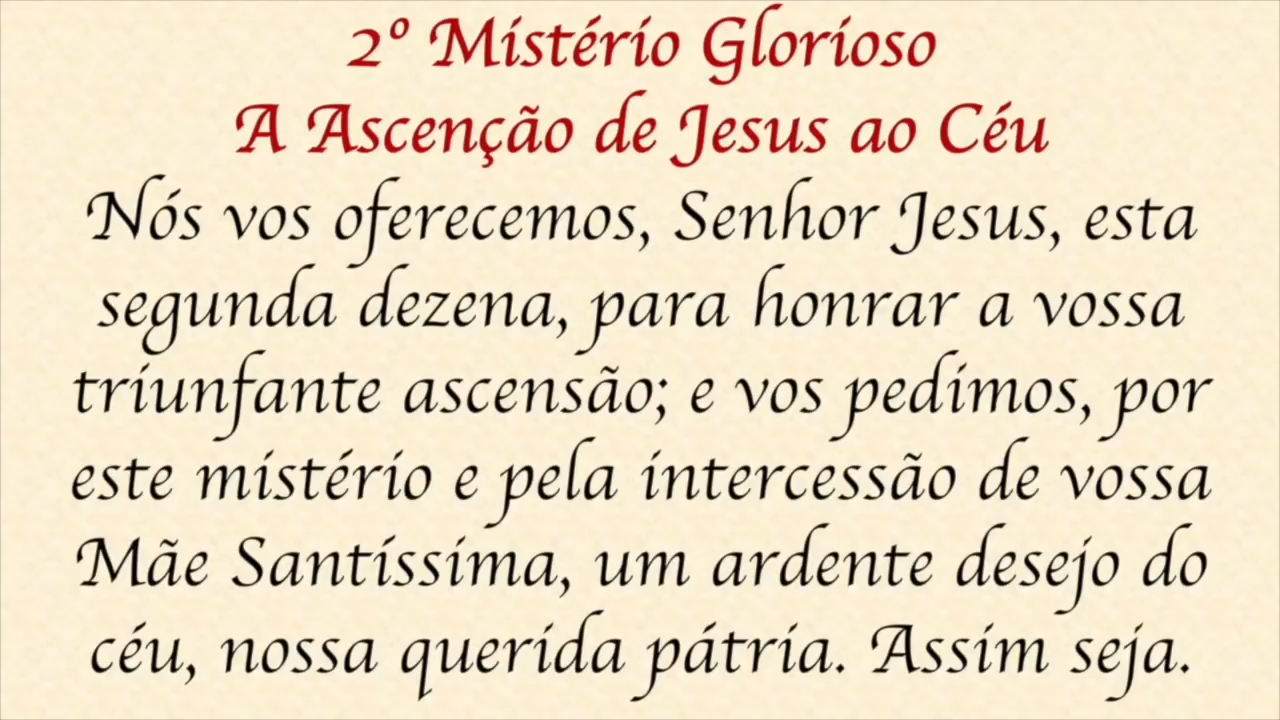 2º Mistério Glorioso
A Ascenção de Jesus ao Céu
Nós vos oferecemos, Senhor Jesus, esta
segunda dezena, para honrar a vossa
triunfante ascensão; e vos pedimos, por
este mistério e pela intercessão de vossa
Mãe Santíssima, um ardente desejo do
céu, nossa querida pátria. Assim seja.